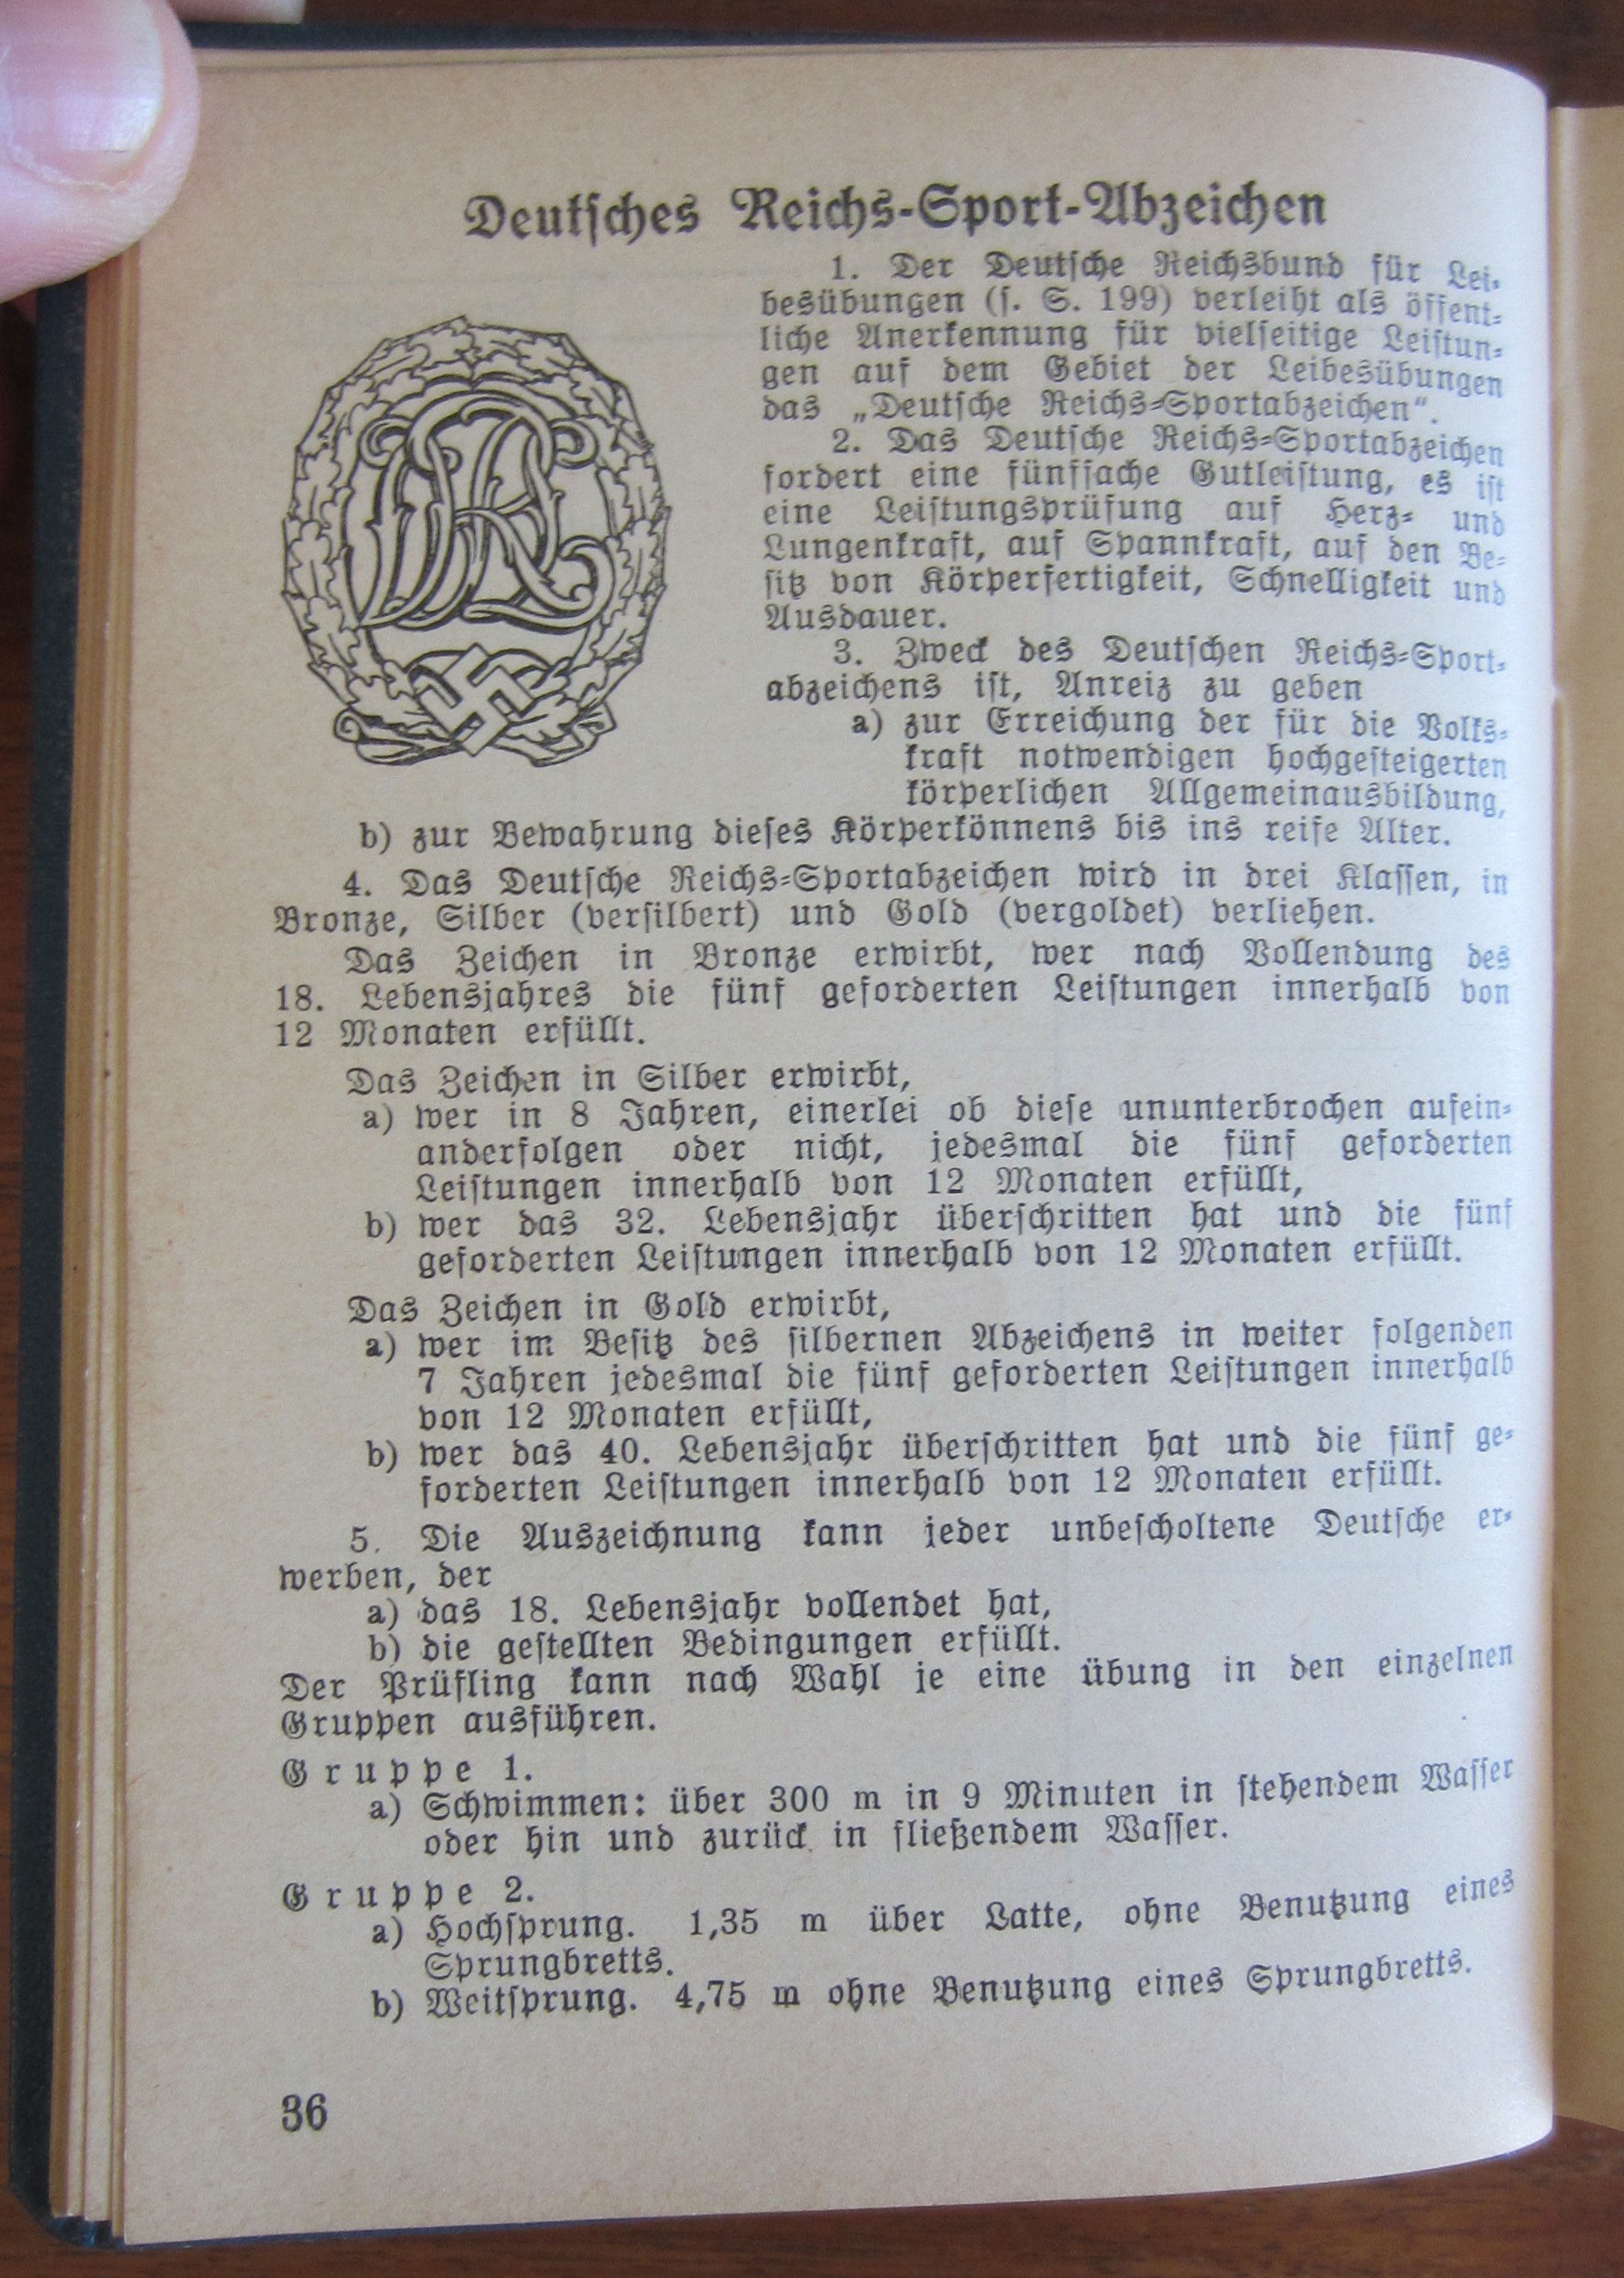 Deutsches Reichs-Sport-Abzeichen
1. Der Deutsche Reichsbund für Lei-
besübungen (s. S. 199) verleiht als öffent-
liche Anerkennung für vielseitige Leistun-
gen auf dem Gebiet der Leibesübungen
das „Deutsche Reichs-Sportabzeichen“.
2. Das Deutsche Reichs-Sportabzeichen
fordert eine fünffache Gutleistung, es ist
eine Leistungsprüfung auf Herz- und
Lungenkraft, auf Spannkraft, auf den Be-
sitz von Körperfertigkeit, Schnelligkeit und
Ausdauer.
3. Zweck des Deutschen Reichs-Sport-
abzeichens ist, Anreiz zu geben
a) zur Erreichung der für die Volks-
kraft notwendigen hochgesteigerten
körperlichen Allgemeinausbildung,
b) zur Bewahrung dieses Körperkönnens bis ins reife Alter.
4. Das Deutsche Reichs-Sportabzeichen wird in drei Klassen, in
Bronze, Silber (versilbert) und Gold (vergoldet) verliehen.
Das Zeichen in Bronze erwirbt, wer nach Vollendung des
18. Lebensjahres die fünf geforderten Leistungen innerhalb von
12 Monaten erfüllt.
Das Zeichen in Silber erwirbt,
a) wer in 8 Jahren, einerlei ob diese ununterbrochen aufein-
anderfolgen oder nicht, jedesmal die fünf geforderten
Leistungen innerhalb von 12 Monaten erfüllt,
b) wer das 32. Lebensjahr überschritten hat und die fünf
geforderten Leistungen innerhalb von 12 Monaten erfüllt.
Das Zeichen in Gold erwirbt,
a) wer im Besitz des silbernen Abzeichens in weiter folgenden
7 Jahren jedesmal die fünf geforderten Leistungen innerhalb
von 12 Monaten erfüllt,
b) wer das 40. Lebensjahr überschritten hat und die fünf ge-
forderten Leistungen innerhalb von 12 Monaten erfüllt.
5. Die Auszeichnung kann jeder unbescholtene Deutsche er-
werben, der
a) das 18. Lebensjahr vollendet hat,
b) die gestellten Bedingungen erfüllt.
Der Prüfling kann nach Wahl je eine übung in den einzelnen
Gruppen ausführen.
Gruppe 1.
a) Schwimmen: über 300 m in 9 Minuten in stehendem Wasser
oder hin und zurück in fließendem Wasser.
Gruppe 2.
a) Hochsprung. 1,35 m über Latte, ohne Benutzung eines
Sprungbretts.
b) Weitsprung. 4,75 m ohne Benutzung eines Sprungbretts.
36